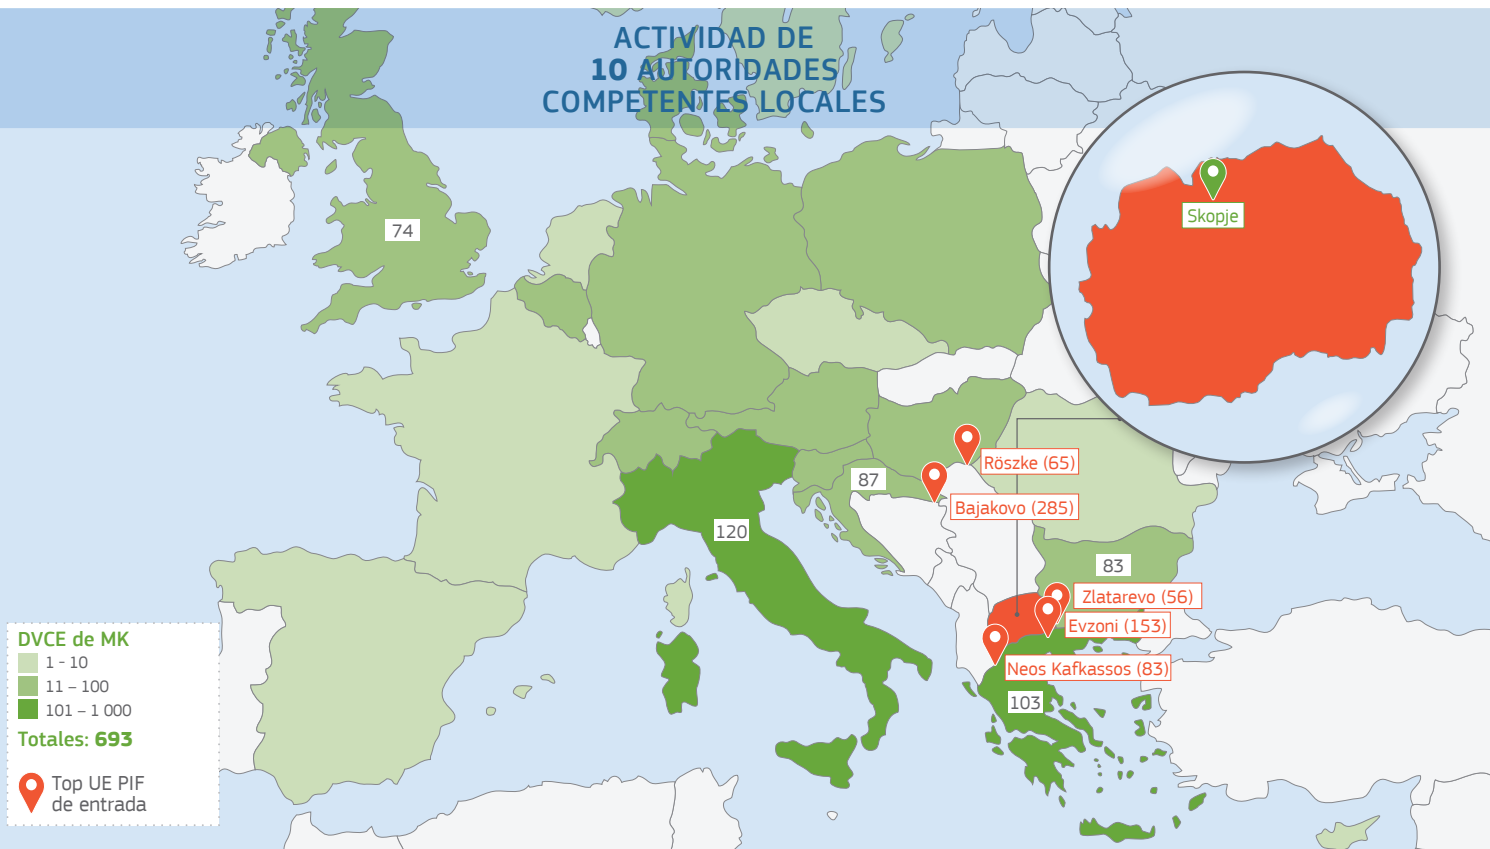 ACTIVIDAD DE
10 AUTORIDADES
COMPETENTES LOCALES
Skopje
74
Röszke (65)
87
Bajakovo (285)
120
83
Zlatarevo (56)
Evzoni (153)
Neos Kafkassos (83)
103
DVCE de MK
1 - 10
11 – 100
101 – 1 000
Totales: 693
Top UE PIF
de entrada